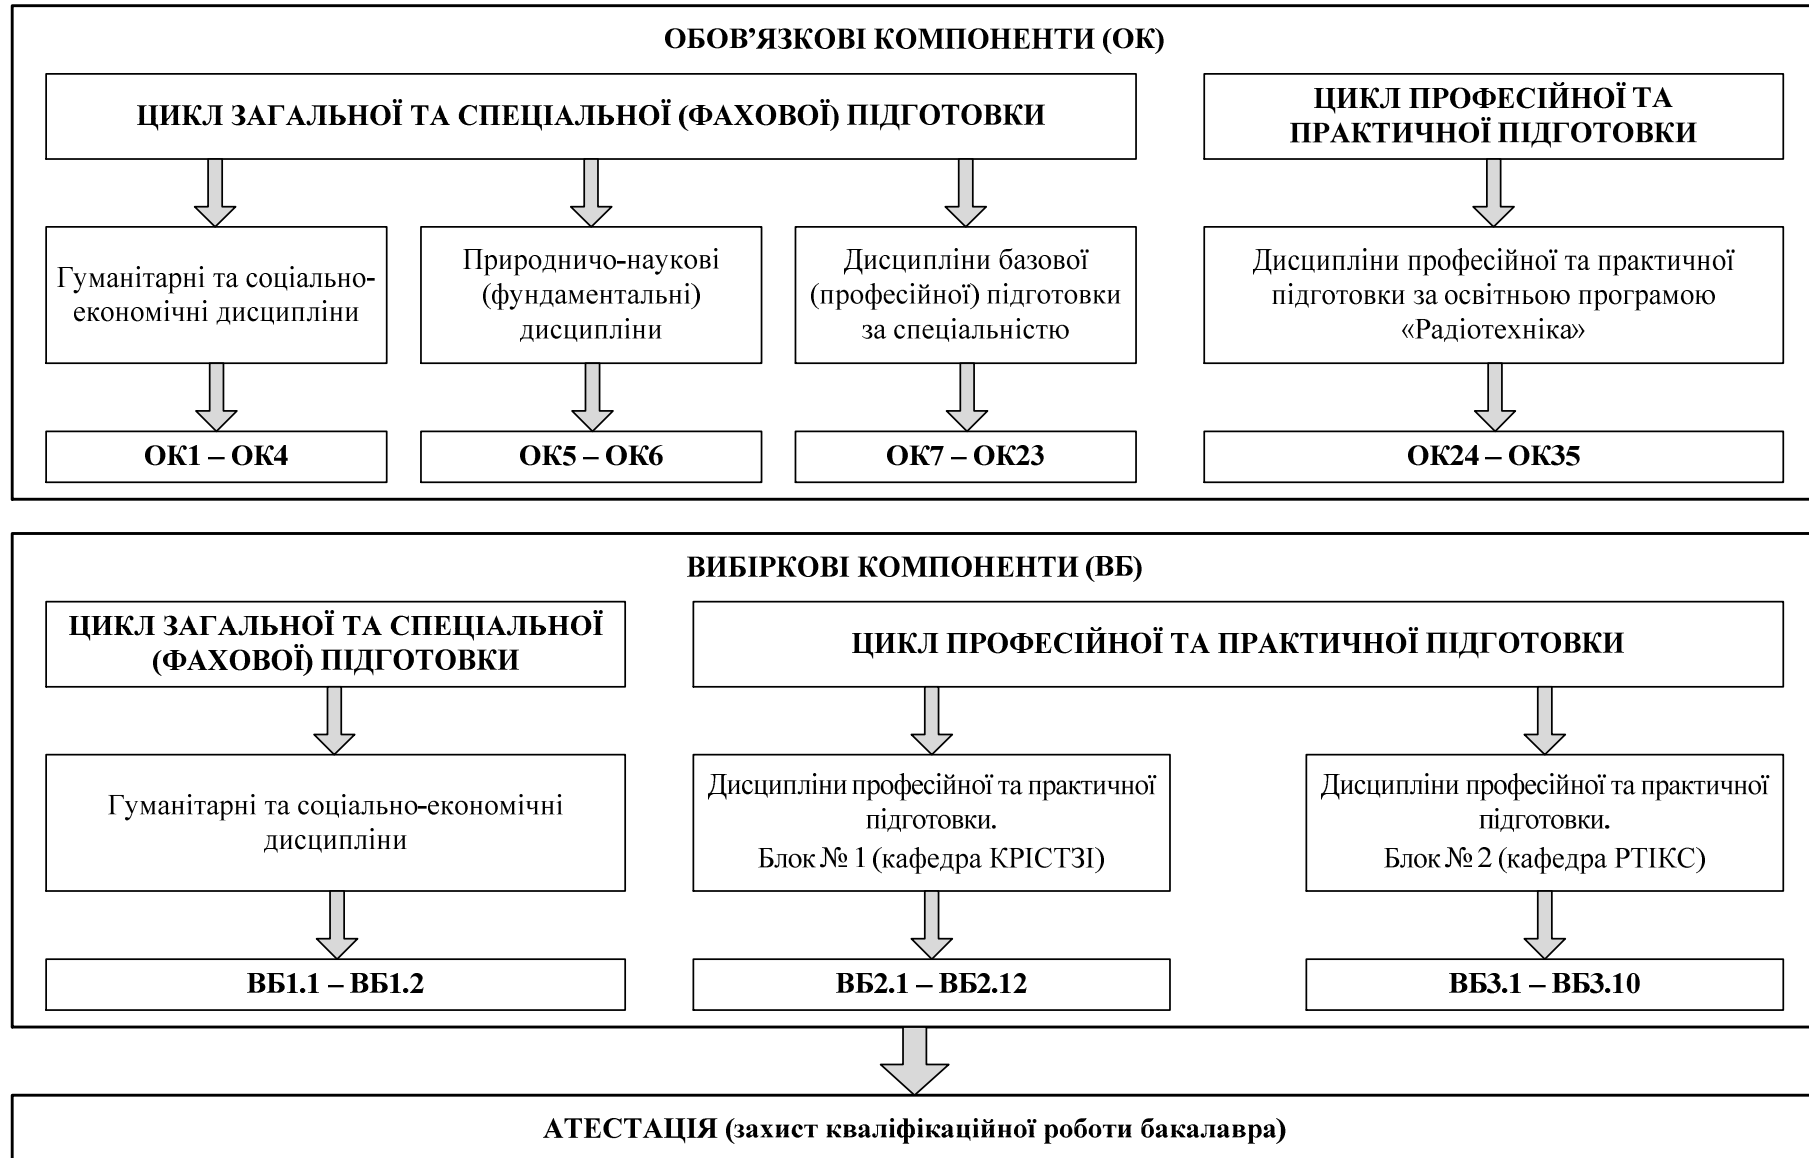 ОБОВ’ЯЗКОВІ КОМПОНЕНТИ (ОК)
ЦИКЛ ЗАГАЛЬНОЇ ТА СПЕЦІАЛЬНОЇ (ФАХОВОЇ) ПІДГОТОВКИ
ЦИКЛ ПРОФЕСІЙНОЇ ТА
ПРАКТИЧНОЇ ПІДГОТОВКИ
Гуманітарні та соціально-
економічні дисципліни
Природничо-наукові
(фундаментальні)
дисципліни
Дисципліни базової
(професійної) підготовки
за спеціальністю
Дисципліни професійної та практичної
підготовки за освітньою програмою
«Радіотехніка»
ОК1 – ОК4
ОК5 – ОК6
ОК7 – ОК23
ОК24 – ОК35
ВИБІРКОВІ КОМПОНЕНТИ (ВБ)
ЦИКЛ ЗАГАЛЬНОЇ ТА СПЕЦІАЛЬНОЇ
(ФАХОВОЇ) ПІДГОТОВКИ
ЦИКЛ ПРОФЕСІЙНОЇ ТА ПРАКТИЧНОЇ ПІДГОТОВКИ
Гуманітарні та соціально-економічні
дисципліни
Дисципліни професійної та практичної
підготовки.
Блок № 1 (кафедра КРІСТЗІ)
Дисципліни професійної та практичної
підготовки.
Блок № 2 (кафедра РТІКС)
ВБ1.1 – ВБ1.2
ВБ2.1 – ВБ2.12
ВБ3.1 – ВБ3.10
АТЕСТАЦІЯ (захист кваліфікаційної роботи бакалавра)